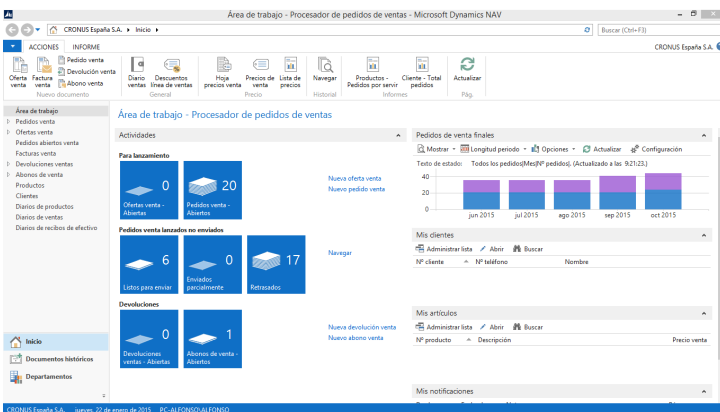 Área de trabajo - Procesador de pedidos de ventas - Microsoft Dynamics NAV
CRONUS España S.A. Inicio
Buscar (Ctrl+F3)
ACCIONES INFORME
CRONUS España S.A.
Oferta venta
Factura venta
Pedido venta
Devolución venta
Abono venta
Diario ventas
Descuentos línea de ventas
Hoja precios venta
Precios de venta
Lista de precios
Navegar
Productos - Pedidos por servir
Cliente - Total pedidos
Actualizar
Nuevo documento
General
Precio
Historial
Informes
Pág.
Área de trabajo
Pedidos venta
Ofertas venta
Pedidos abiertos venta
Facturas venta
Devoluciones ventas
Abonos de venta
Productos
Clientes
Diarios de productos
Diarios de ventas
Diarios de recibos de efectivo
Inicio
Documentos históricos
Departamentos
Área de trabajo - Procesador de pedidos de ventas
Actividades
Para lanzamiento
0
Ofertas venta - Abiertas
20
Pedidos venta - Abiertos
Nueva oferta venta
Nuevo pedido venta
Pedidos venta lanzados no enviados
6
Listos para enviar
0
Enviados parcialmente
17
Retrasados
Navegar
Devoluciones
0
Devoluciones ventas - Abiertas
1
Abonos de venta - Abiertos
Nueva devolución venta
Nuevo abono venta
Pedidos de venta finales
Mostrar Longitud periodo Opciones Actualizar Configuración
Texto de estado: Todos los pedidos|Mes|Nº pedidos|. (Actualizado a las 9:21:23.)
40
20
0
jun 2015 jul 2015 ago 2015 sep 2015 oct 2015
Mis clientes
Administrar lista Abrir Buscar
Nº cliente Nº teléfono Nombre
Mis artículos
Administrar lista Abrir Buscar
Nº producto Descripción Precio venta
Mis notificaciones
CRONUS España S.A. jueves, 22 de enero de 2015 PC-ALFONSO\ALFONSO